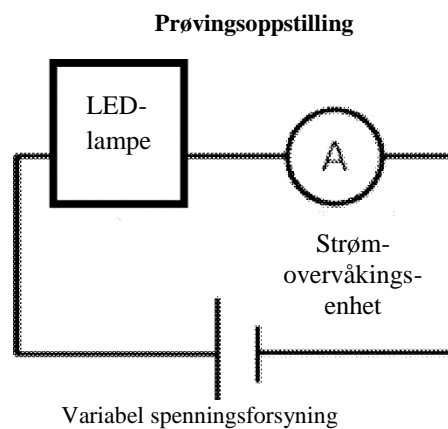 Prøvingsoppstilling
LED-
lampe
A
Strøm-
overvåkings-
enhet
Variabel spenningsforsyning